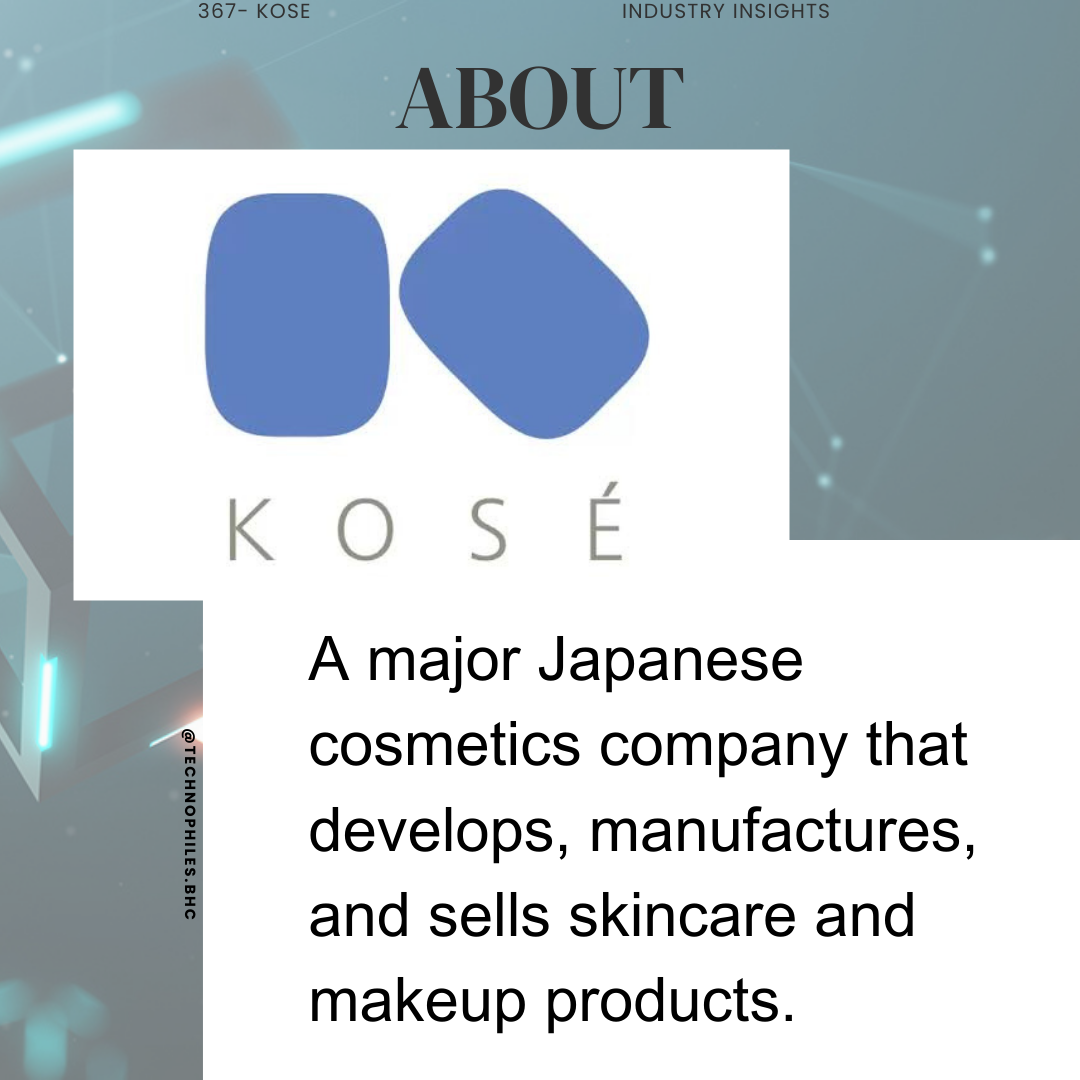 367- KOSE
INDUSTRY INSIGHTS
ABOUT
KOSÉ
A major Japanese
cosmetics company that
develops, manufactures,
and sells skincare and
makeup products.
@TECHNOPHILES.BHC